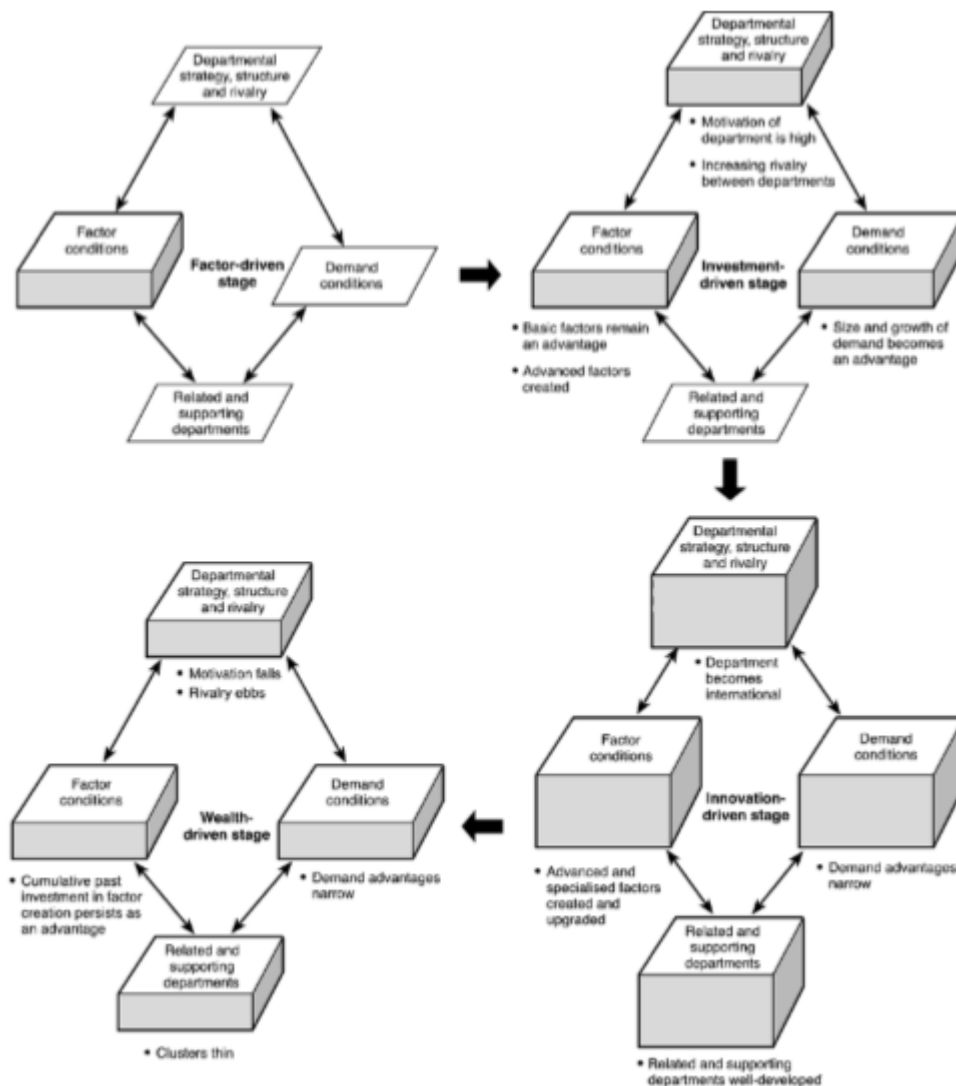 Departmental
strategy, structure
and rivalry
Factor
conditions
Factor-driven
stage
Demand
conditions
Related and
supporting
departments
Departmental
strategy, structure
and rivalry
• Motivation of
department is high
• Increasing rivalry
between departments
Factor
conditions
Investment-
driven stage
Demand
conditions
• Basic factors remain
an advantage
• Advanced factors
created
• Size and growth of
demand becomes
an advantage
Related and
supporting
departments
Departmental
strategy, structure
and rivalry
• Motivation falls
• Rivalry ebbs
Factor
conditions
Wealth-
driven stage
Demand
conditions
• Cumulative past
investment in factor
creation persists as
an advantage
• Demand advantages
narrow
Related and
supporting
departments
• Clusters thin
Departmental
strategy, structure
and rivalry
• Department
becomes
international
Factor
conditions
Innovation-
driven stage
Demand
conditions
• Advanced and
specialised factors
created and
upgraded
• Demand advantages
narrow
Related and
supporting
departments
• Related and supporting
departments well-developed